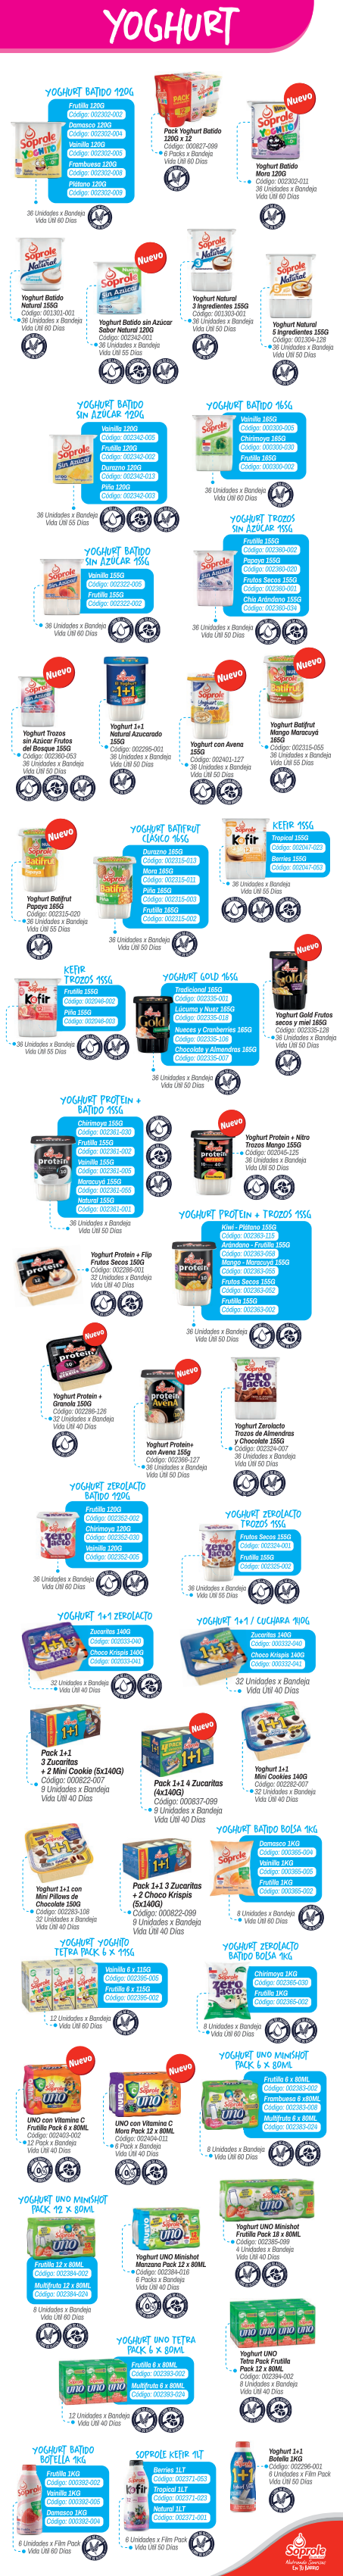 YOGHURT
YOGHURT BATIDO 120G
Frutilla 120G
Código: 002302-002
Damasco 120G
Código: 002302-004
Vainilla 120G
Código: 002302-005
Frambuesa 120G
Código: 002302-008
Plátano 120G
Código: 002302-009
36 Unidades x Bandeja
Vida Útil 60 Días
Pack Yoghurt Batido
120G x 12
Código: 000827-099
6 Packs x Bandeja
Vida Útil 60 Días
Nuevo
Yoghurt Batido
Mora 120G
Código: 002302-011
36 Unidades x Bandeja
Vida Útil 60 Días
Yoghurt Batido
Natural 155G
Código: 001301-001
36 Unidades x Bandeja
Vida Útil 60 Días
Nuevo
Yoghurt Batido sin Azúcar
Sabor Natural 120G
Código: 002342-001
36 Unidades x Bandeja
Vida Útil 55 Días
Yoghurt Natural
3 Ingredientes 155G
Código: 001303-001
36 Unidades x Bandeja
Vida Útil 50 Días
Yoghurt Natural
5 Ingredientes 155G
Código: 001304-128
36 Unidades x Bandeja
Vida Útil 50 Días
YOGHURT BATIDO
SIN AZÚCAR 120G
Vainilla 120G
Código: 002342-005
Frutilla 120G
Código: 002342-002
Durazno 120G
Código: 002342-013
Piña 120G
Código: 002342-003
36 Unidades x Bandeja
Vida Útil 55 Días
YOGHURT BATIDO 165G
Vainilla 165G
Código: 000300-005
Chirimoya 165G
Código: 000300-030
Frutilla 165G
Código: 000300-002
36 Unidades x Bandeja
Vida Útil 60 Días
YOGHURT BATIDO
SIN AZÚCAR 155G
Vainilla 155G
Código: 002322-005
Frutilla 155G
Código: 002322-002
36 Unidades x Bandeja
Vida Útil 60 Días
YOGHURT TROZOS
SIN AZÚCAR 155G
Frutilla 155G
Código: 002360-002
Papaya 155G
Código: 002360-020
Frutos Secos 155G
Código: 002360-001
Chía Arándano 155G
Código: 002360-034
36 Unidades x Bandeja
Vida Útil 50 Días
Nuevo
Yoghurt Trozos
sin Azúcar Frutos
del Bosque 155G
Código: 002360-053
36 Unidades x Bandeja
Vida Útil 50 Días
Yoghurt 1+1
Natural Azucarado
155G
Código: 002295-001
36 Unidades x Bandeja
Vida Útil 50 Días
Nuevo
Yoghurt con Avena
155G
Código: 002401-127
36 Unidades x Bandeja
Vida Útil 50 Días
Nuevo
Yoghurt Batifrut
Mango Maracuyá
165G
Código: 002315-055
36 Unidades x Bandeja
Vida Útil 55 Días
Nuevo
Yoghurt Batifrut
Papaya 165G
Código: 002315-020
36 Unidades x Bandeja
Vida Útil 55 Días
YOGHURT BATIFRUT
CLÁSICO 165G
Durazno 165G
Código: 002315-013
Mora 165G
Código: 002315-011
Piña 165G
Código: 002315-003
Frutilla 165G
Código: 002315-002
36 Unidades x Bandeja
Vida Útil 50 Días
KEFIR 155G
Tropical 155G
Código: 002047-023
Berries 155G
Código: 002047-053
36 Unidades x Bandeja
Vida Útil 55 Días
KEFIR
TROZOS 155G
Frutilla 155G
Código: 002046-002
Piña 155G
Código: 002046-003
36 Unidades x Bandeja
Vida Útil 55 Días
YOGHURT GOLD 165G
Tradicional 165G
Código: 002335-001
Lúcuma y Nuez 165G
Código: 002335-018
Nueces y Cranberries 165G
Código: 002335-106
Chocolate y Almendras 165G
Código: 002335-007
36 Unidades x Bandeja
Vida Útil 50 Días
Nuevo
Yoghurt Gold Frutos
secos y miel 165G
Código: 002335-128
36 Unidades x Bandeja
Vida Útil 50 Días
YOGHURT PROTEIN +
BATIDO 155G
Chirimoya 155G
Código: 002361-030
Frutilla 155G
Código: 002361-002
Vainilla 155G
Código: 002361-005
Maracuyá 155G
Código: 002361-055
Natural 155G
Código: 002361-001
36 Unidades x Bandeja
Vida Útil 50 Días
Nuevo
Yoghurt Protein + Nitro
Trozos Mango 155G
Código: 002045-125
36 Unidades x Bandeja
Vida Útil 50 Días
YOGHURT PROTEIN + TROZOS 155G
Kiwi - Plátano 155G
Código: 002363-115
Arándano - Frutilla 155G
Código: 002363-058
Mango - Maracuyá 155G
Código: 002363-055
Frutos Secos 155G
Código: 002363-052
Frutilla 155G
Código: 002363-002
36 Unidades x Bandeja
Vida Útil 50 Días
Yoghurt Protein + Flip
Frutos Secos 150G
Código: 002286-001
32 Unidades x Bandeja
Vida Útil 40 Días
Nuevo
Yoghurt Protein +
Granola 150G
Código: 002286-126
32 Unidades x Bandeja
Vida Útil 40 Días
Nuevo
Yoghurt Protein+
con Avena 155g
Código: 002366-127
36 Unidades x Bandeja
Vida Útil 50 Días
Yoghurt Zerolacto
Trozos de Almendras
y Chocolate 155G
Código: 002324-007
36 Unidades x Bandeja
Vida Útil 50 Días
YOGHURT ZEROLACTO
BATIDO 120G
Frutilla 120G
Código: 002352-002
Chirimoya 120G
Código: 002352-030
Vainilla 120G
Código: 002352-005
36 Unidades x Bandeja
Vida Útil 60 Días
YOGHURT ZEROLACTO
TROZOS 155G
Frutos Secos 155G
Código: 002324-001
Frutilla 155G
Código: 002325-002
36 Unidades x Bandeja
Vida Útil 55 Días
YOGHURT 1+1 ZEROLACTO
Zucaritas 140G
Código: 002033-040
Choco Krispis 140G
Código: 002033-041
32 Unidades x Bandeja
Vida Útil 40 Días
YOGHURT 1+1 / CUCHARA 140G
Zucaritas 140G
Código: 000332-040
Choco Krispis 140G
Código: 000332-041
32 Unidades x Bandeja
Vida Útil 40 Días
Pack 1+1
3 Zucaritas
+ 2 Mini Cookie (5x140G)
Código: 00822-007
9 Unidades x Bandeja
Vida Útil 40 Días
Nuevo
Pack 1+1 4 Zucaritas
(4x140G)
Código: 000837-099
9 Unidades x Bandeja
Vida Útil 40 Días
Yoghurt 1+1
Mini Cookies 140G
Código: 002282-007
32 Unidades x Bandeja
Vida Útil 40 Días
Yoghurt 1+1 con
Mini Pillows de
Chocolate 150G
Código: 002283-108
32 Unidades x Bandeja
Vida Útil 40 Días
Pack 1+1 3 Zucaritas
+ 2 Choco Krispis
(5x140G)
Código: 000822-099
9 Unidades x Bandeja
Vida Útil 40 Días
YOGHURT BATIDO BOLSA 1KG
Damasco 1KG
Código: 000365-004
Vainilla 1KG
Código: 000365-005
Frutilla 1KG
Código: 000365-002
8 Unidades x Bandeja
Vida Útil 60 Días
YOGHURT YOGHITO
TETRA PACK 6 X 115G
Vainilla 6 x 115G
Código: 002395-005
Frutilla 6 x 115G
Código: 002395-002
12 Unidades x Bandeja
Vida Útil 60 Días
YOGHURT ZEROLACTO
BATIDO BOLSA 1KG
Chirimoya 1KG
Código: 002365-030
Frutilla 1KG
Código: 002365-002
8 Unidades x Bandeja
Vida Útil 60 Días
Nuevo
UNO con Vitamina C
Frutilla Pack 6 x 80ML
Código: 002403-002
12 Pack x Bandeja
Vida Útil 40 Días
Nuevo
UNO con Vitamina C
Mora Pack 12 x 80ML
Código: 002404-011
6 Pack x Bandeja
Vida Útil 40 Días
YOGHURT UNO MINISHOT
PACK 6 X 80ML
Frutilla 6 x 80ML
Código: 002383-002
Frambuesa 6 x80ML
Código: 002383-008
Multifruta 6 x 80ML
Código: 002383-024
8 Unidades x Bandeja
Vida Útil 60 Días
YOGHURT UNO MINISHOT
PACK 12 X 80ML
Frutilla 12 x 80ML
Código: 002384-002
Multifruta 12 x 80ML
Código: 002384-024
8 Unidades x Bandeja
Vida Útil 60 Días
Yoghurt UNO Minishot
Manzana Pack 12 x 80ML
Código: 002384-016
6 Packs x Bandeja
Vida Útil 40 Días
Yoghurt UNO Minishot
Frutilla Pack 18 x 80ML
Código: 002385-099
4 Unidades x Bandeja
Vida Útil 40 Días
YOGHURT UNO TETRA
PACK 6 X 80ML
Frutilla 6 x 80ML
Código: 002393-002
Multifruta 6 x 80ML
Código: 002393-024
12 Unidades x Bandeja
Vida Útil 40 Días
Yoghurt UNO
Tetra Pack Frutilla
Pack 12 x 80ML
Código: 002394-002
8 Unidades x Bandeja
Vida Útil 40 Días
YOGHURT BATIDO
BOTELLA 1KG
Frutilla 1KG
Código: 000392-002
Vainilla 1KG
Código: 000392-005
Damasco 1KG
Código: 000392-004
6 Unidades x Film Pack
Vida Útil 60 Días
SOPROLE KEFIR 1LT
Berries 1LT
Código: 002371-053
Tropical 1LT
Código: 002371-023
Natural 1LT
Código: 002371-001
6 Unidades x Film Pack
Vida Útil 50 Días
Yoghurt 1+1
Botella 1KG
Código: 002296-001
6 Unidades x Film Pack
Vida Útil 50 Días
Soprole